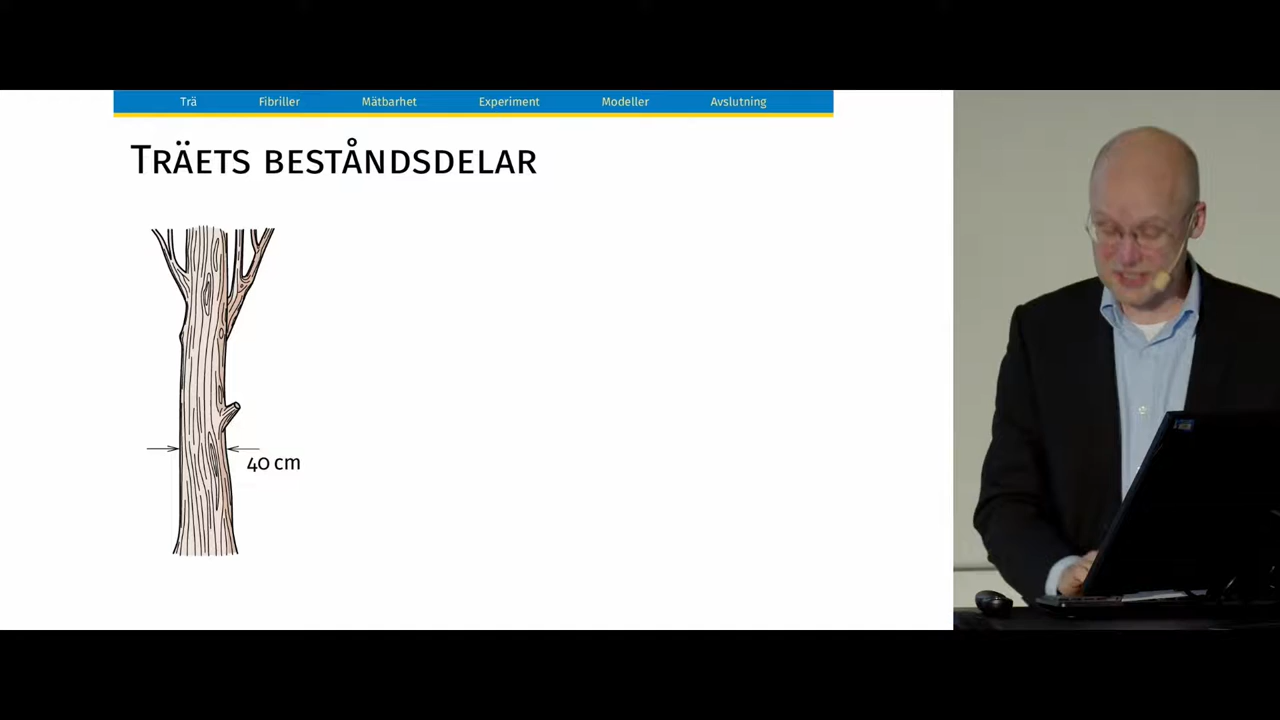 Trä Fibriller Mätbarhet Experiment Modeller Avslutning
Träets beståndsdelar
40 cm